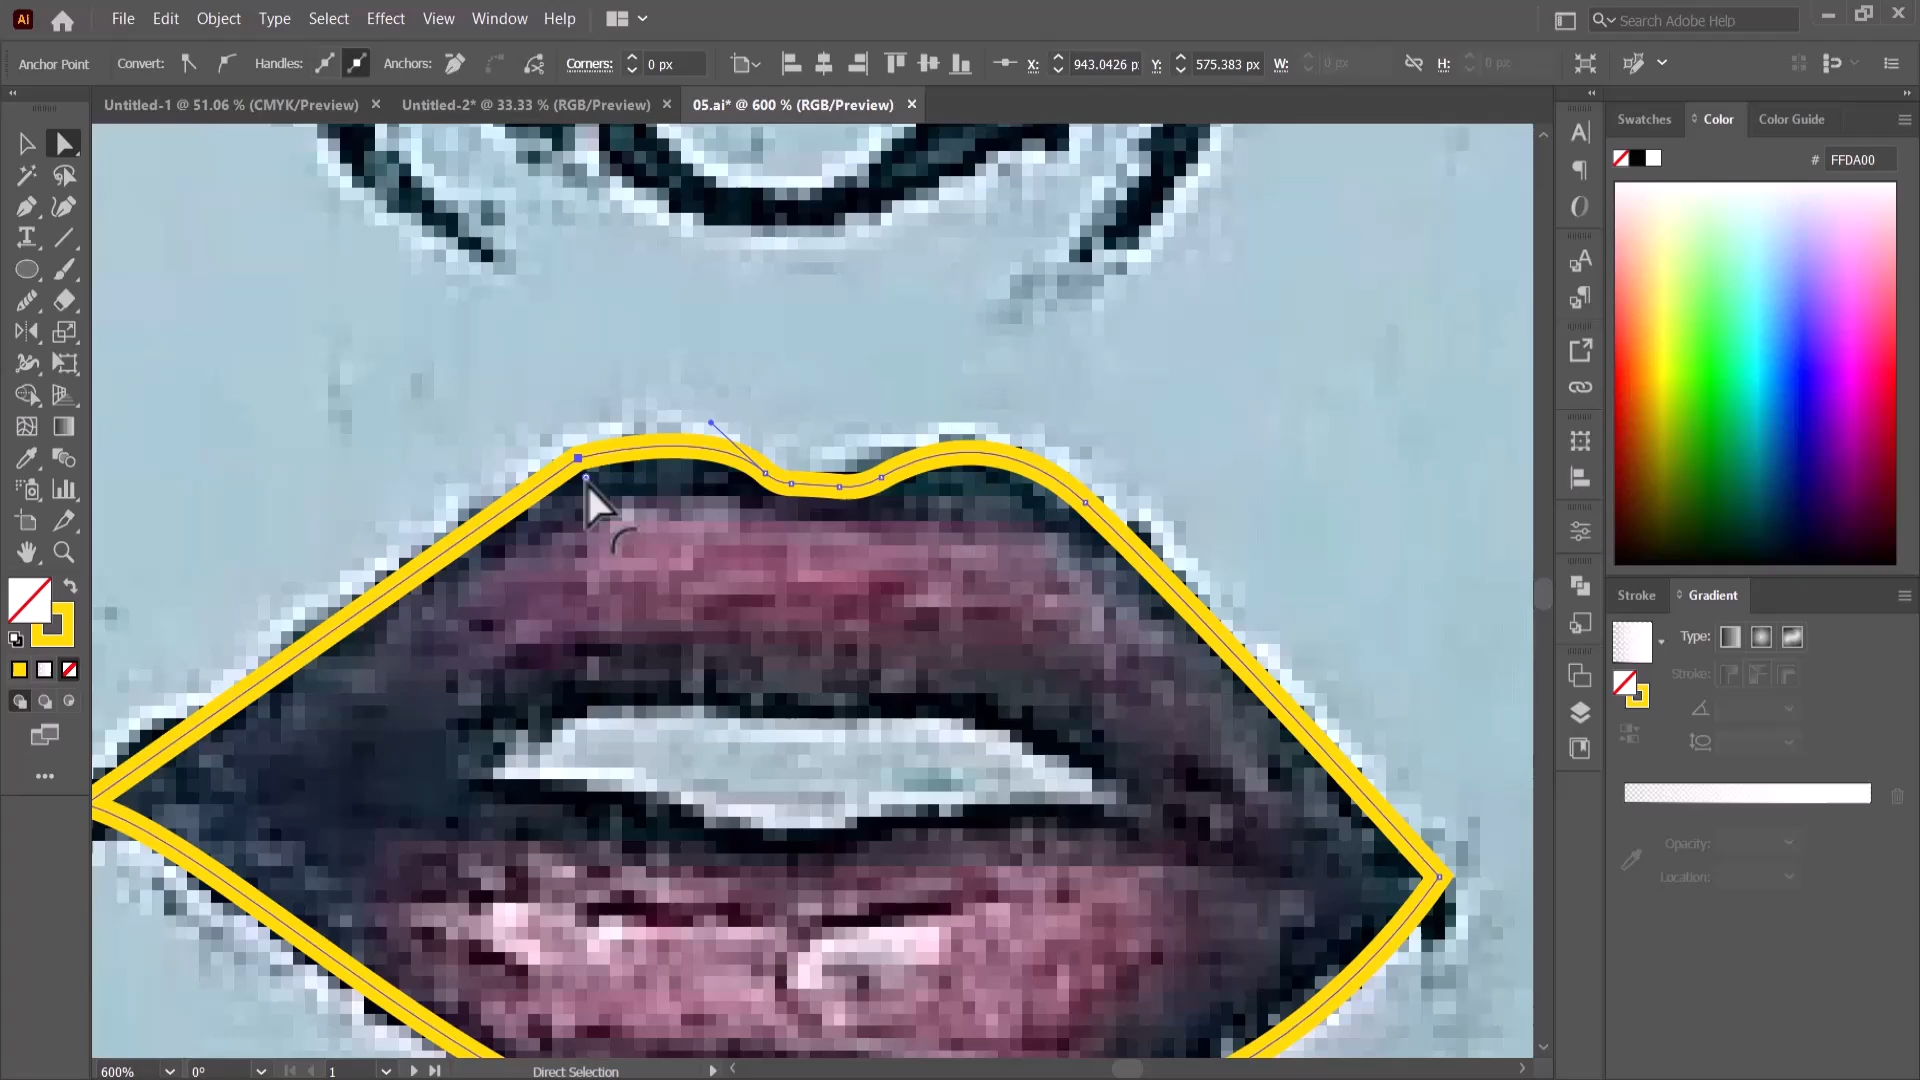 Ai File Edit Object Type Select Effect View Window Help Search Adobe Help
Anchor Point Convert: Handles: Anchors: Corners: 0 px X: 943.0426 p Y: 575.383 px W: 0 px H: 0 px
Untitled-1 @ 51.06 % (CMYK/Preview) × Untitled-2* @ 33.33 % (RGB/Preview) × 05.ai* @ 600 % (RGB/Preview) ×
Swatches Color Color Guide
# FFDA00
Stroke Gradient
Type:
Stroke:
Opacity:
Location:
600% 0° 1 Direct Selection